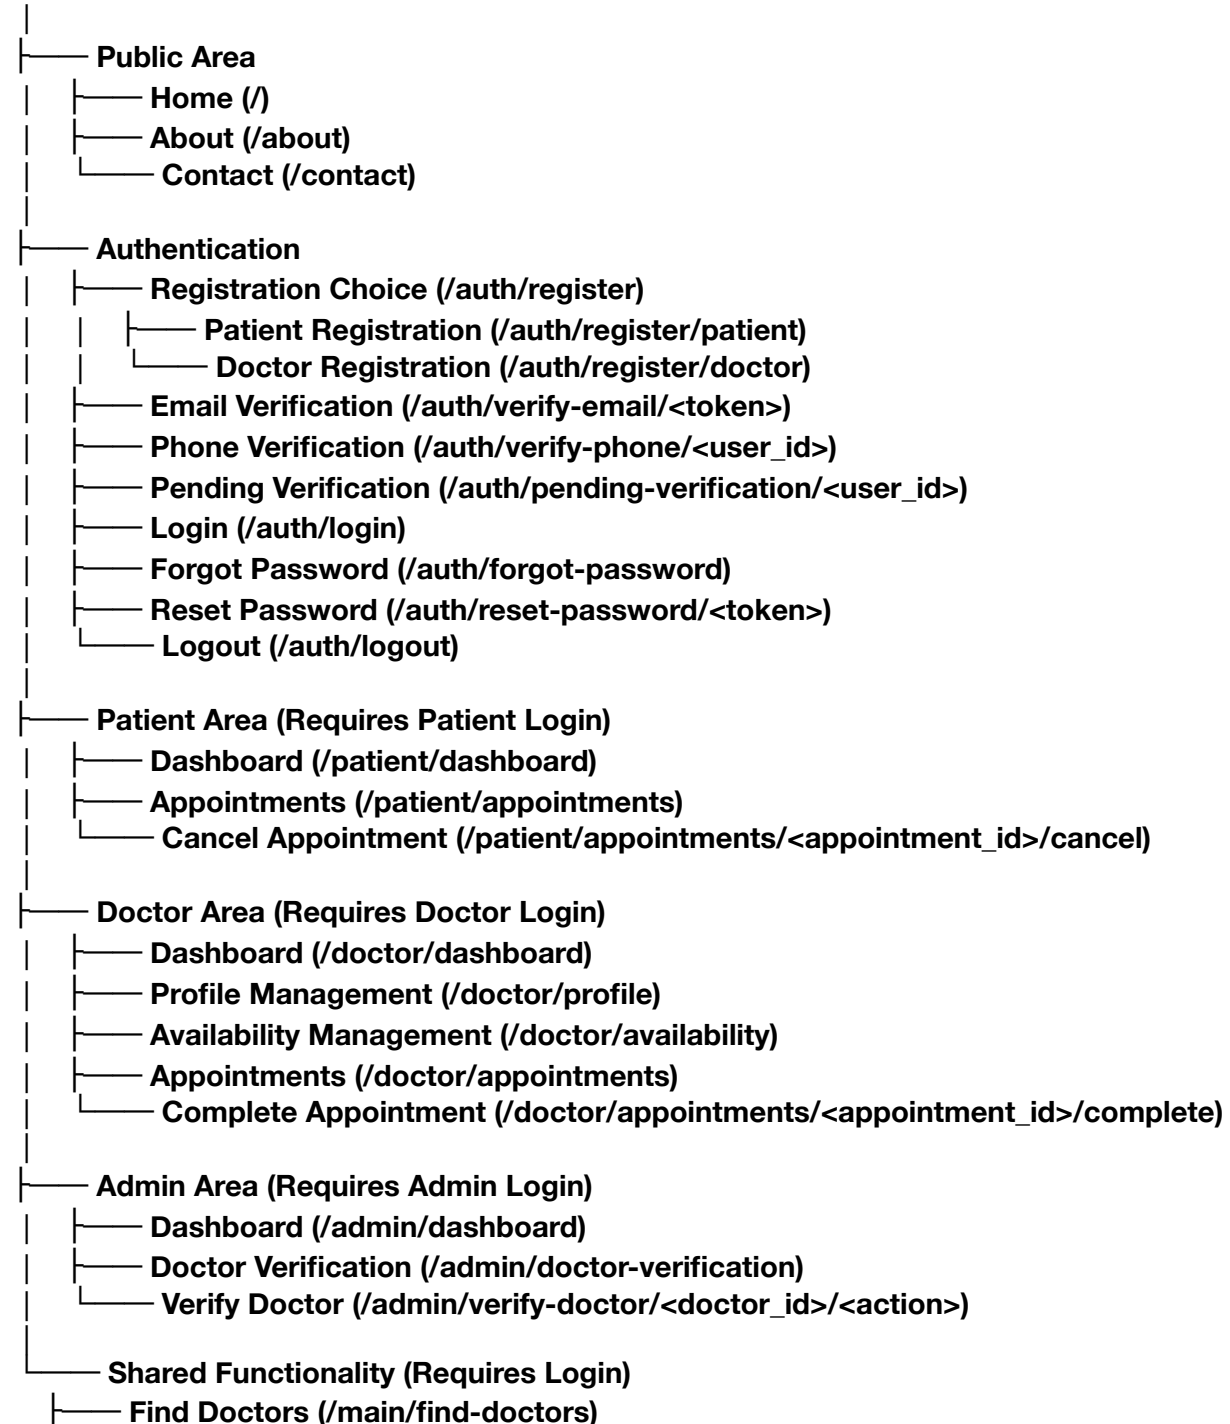 Public Area
Home (/)
About (/about)
Contact (/contact)
Authentication
Registration Choice (/auth/register)
Patient Registration (/auth/register/patient)
Doctor Registration (/auth/register/doctor)
Email Verification (/auth/verify-email/<token>)
Phone Verification (/auth/verify-phone/<user_id>)
Pending Verification (/auth/pending-verification/<user_id>)
Login (/auth/login)
Forgot Password (/auth/forgot-password)
Reset Password (/auth/reset-password/<token>)
Logout (/auth/logout)
Patient Area (Requires Patient Login)
Dashboard (/patient/dashboard)
Appointments (/patient/appointments)
Cancel Appointment (/patient/appointments/<appointment_id>/cancel)
Doctor Area (Requires Doctor Login)
Dashboard (/doctor/dashboard)
Profile Management (/doctor/profile)
Availability Management (/doctor/availability)
Appointments (/doctor/appointments)
Complete Appointment (/doctor/appointments/<appointment_id>/complete)
Admin Area (Requires Admin Login)
Dashboard (/admin/dashboard)
Doctor Verification (/admin/doctor-verification)
Verify Doctor (/admin/verify-doctor/<doctor_id>/<action>)
Shared Functionality (Requires Login)
Find Doctors (/main/find-doctors)